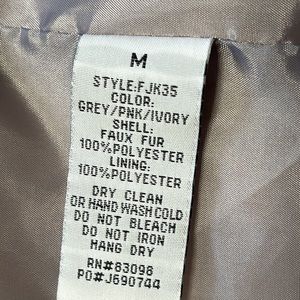 M
STYLE:FJK35
COLOR:
GREY/PNK/IVORY
SHELL:
FAUX FUR
100%POLYESTER
LINING:
100%POLYESTER
DRY CLEAN
OR HAND WASH COLD
DO NOT BLEACH
DO NOT IRON
HANG DRY
RN#83098
PO#J690744